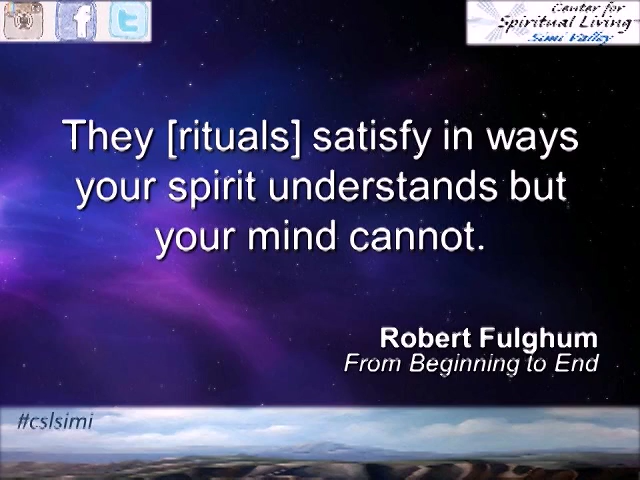 Center for
Spiritual Living
Simi Valley
They [rituals] satisfy in ways
your spirit understands but
your mind cannot.
Robert Fulghum
From Beginning to End
#cslsimi